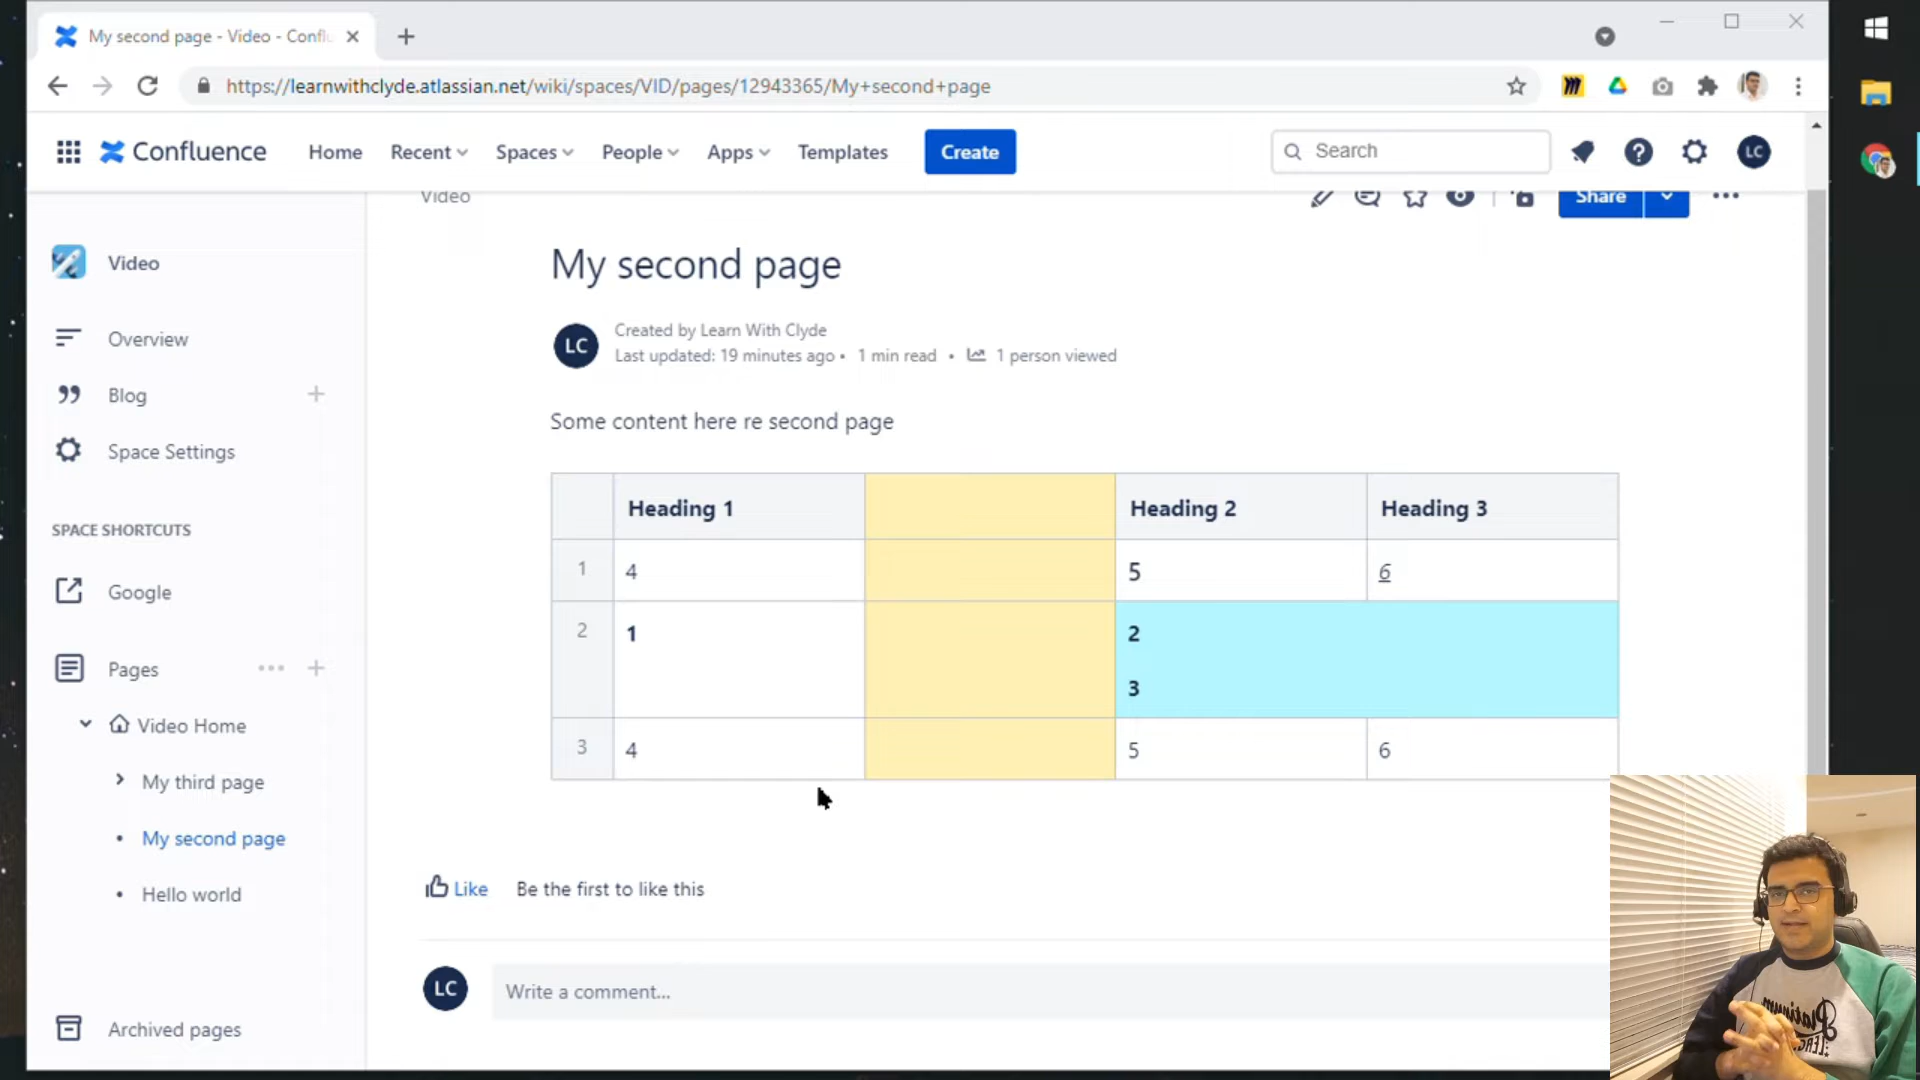 My second page - Video - Conflu
https://learnwithclyde.atlassian.net/wiki/spaces/VID/pages/12943365/My+second+page
Confluence
Home
Recent
Spaces
People
Apps
Templates
Create
Search
LC
Video
Share
Video
Overview
Blog
Space Settings
SPACE SHORTCUTS
Google
Pages
Video Home
My third page
My second page
Hello world
Archived pages
My second page
LC
Created by Learn With Clyde
Last updated: 19 minutes ago • 1 min read • 1 person viewed
Some content here re second page
Heading 1 Heading 2 Heading 3
1 4 5 6
2 1 2
3
3 4 5 6
Like Be the first to like this
LC
Write a comment...
Platinum